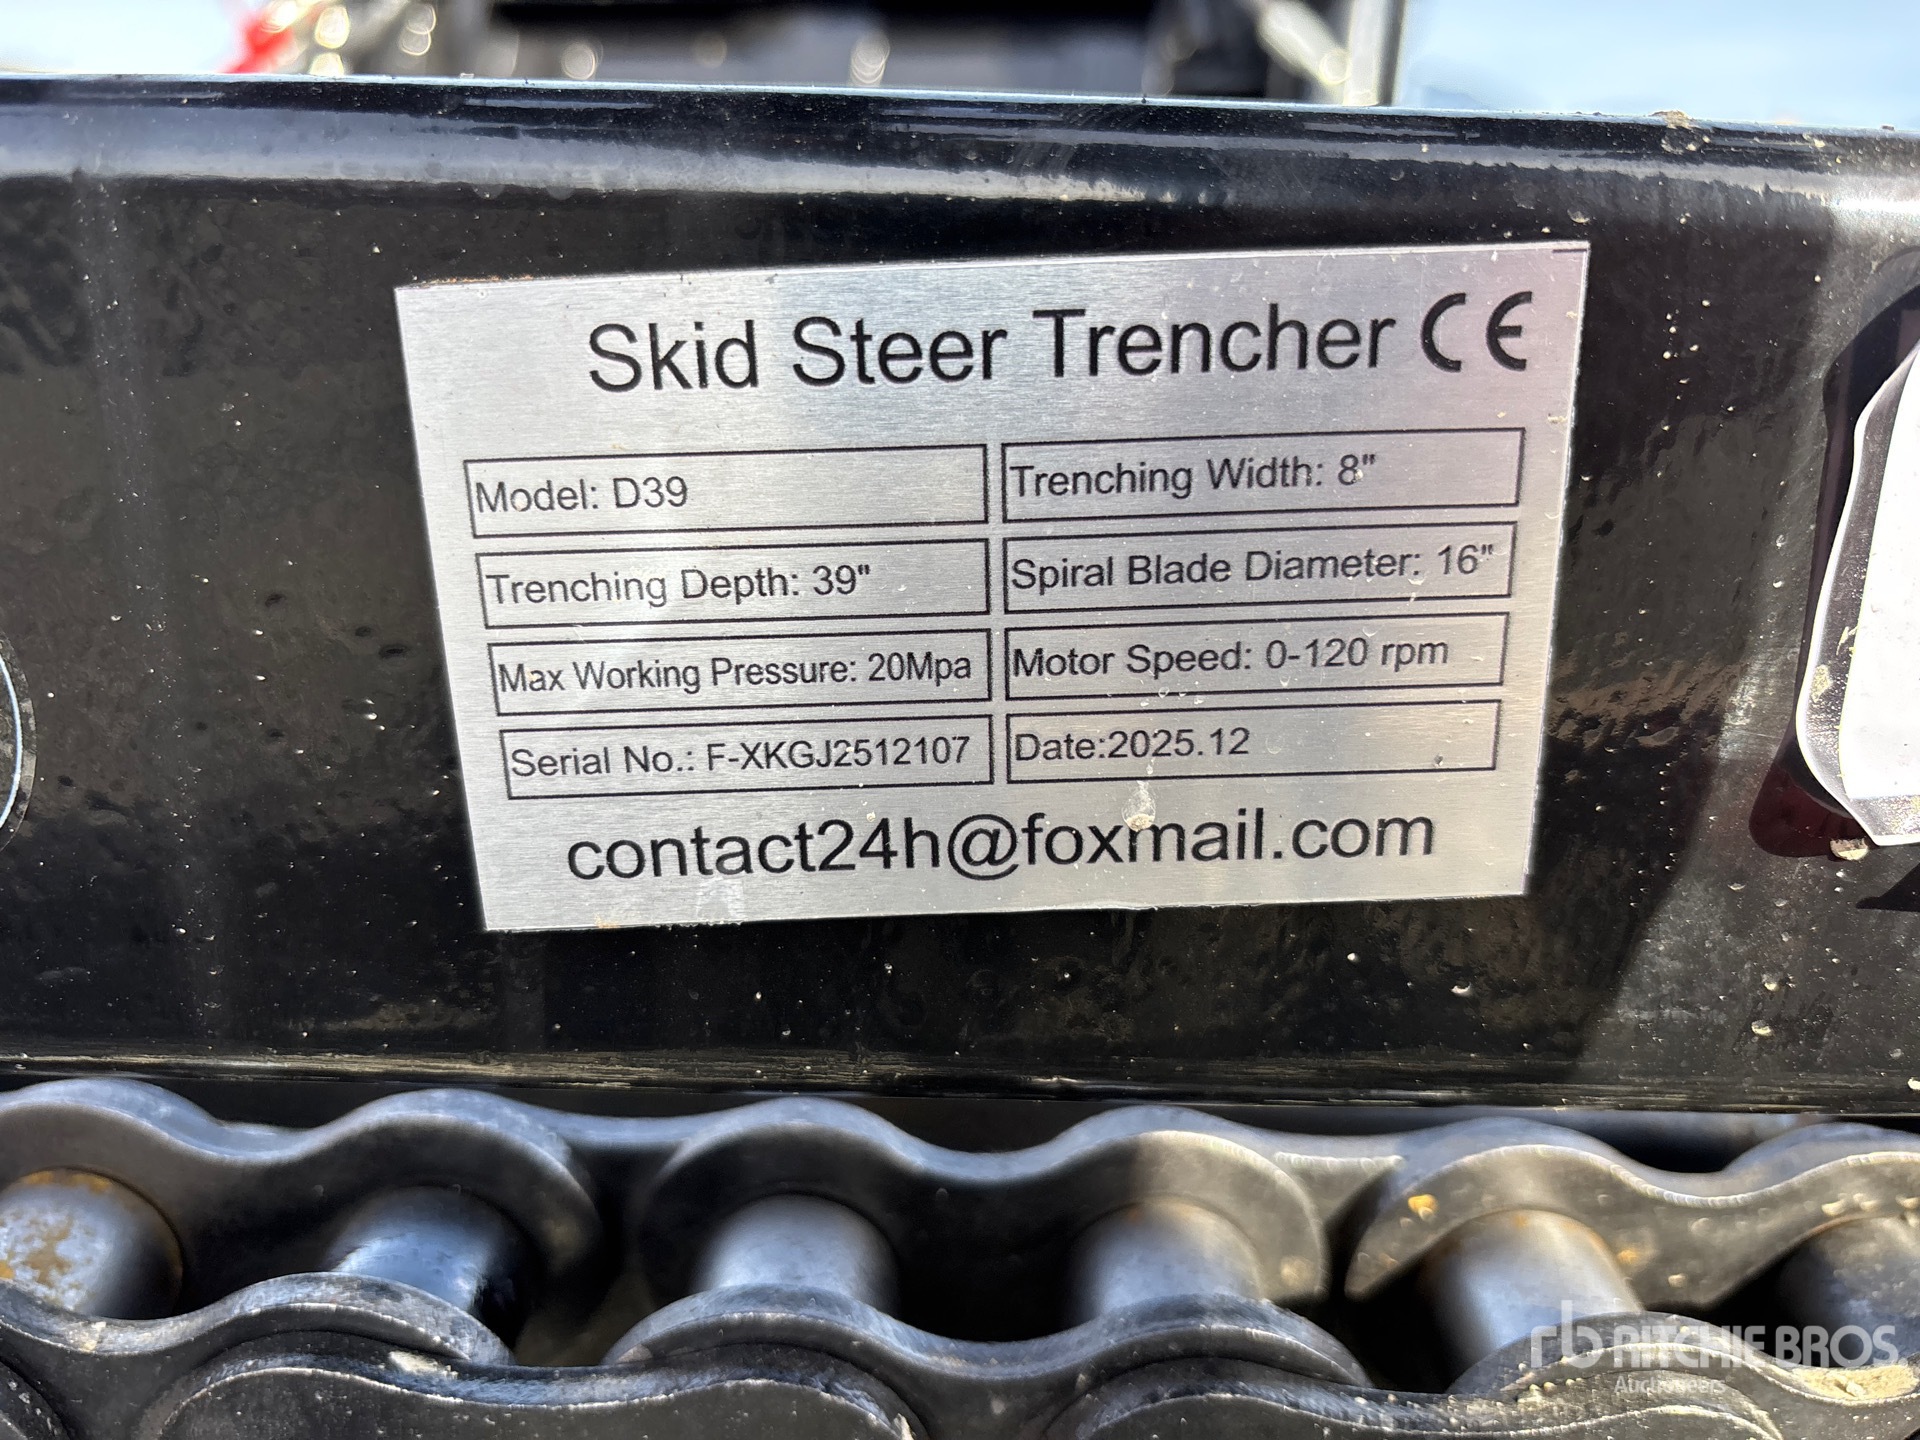 Skid Steer Trencher CE
Model: D39
Trenching Width: 8"
Trenching Depth: 39"
Spiral Blade Diameter: 16"
Max Working Pressure: 20Mpa
Motor Speed: 0-120 rpm
Serial No.: F-XKGJ2512107
Date:2025.12
contact24h@foxmail.com
rb RITCHIE BROS
Auctioneers